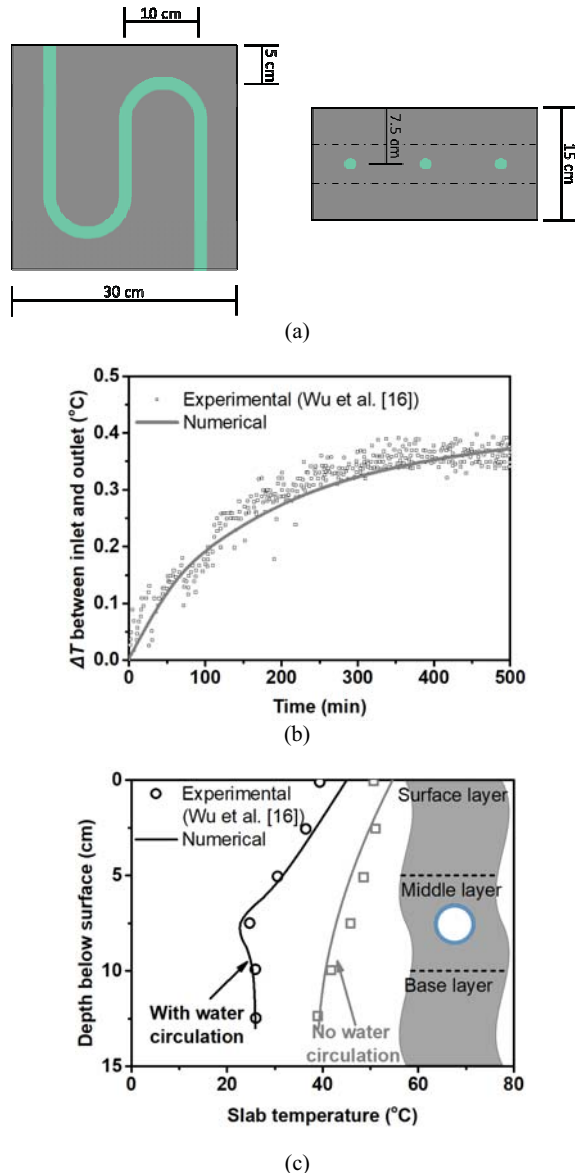 10 cm
5 cm
30 cm
7.5 cm
15 cm
(a)
0.5
0.4
0.3
0.2
0.1
0.0
Experimental (Wu et al. [16])
Numerical
ΔT between inlet and outlet (°C)
0
100
200
300
400
500
Time (min)
(b)
0
5
10
15
Depth below surface (cm)
Experimental
(Wu et al. [16])
Numerical
Surface layer
Middle layer
Base layer
With water
circulation
No water
circulation
0
20
40
60
80
Slab temperature (°C)
(c)